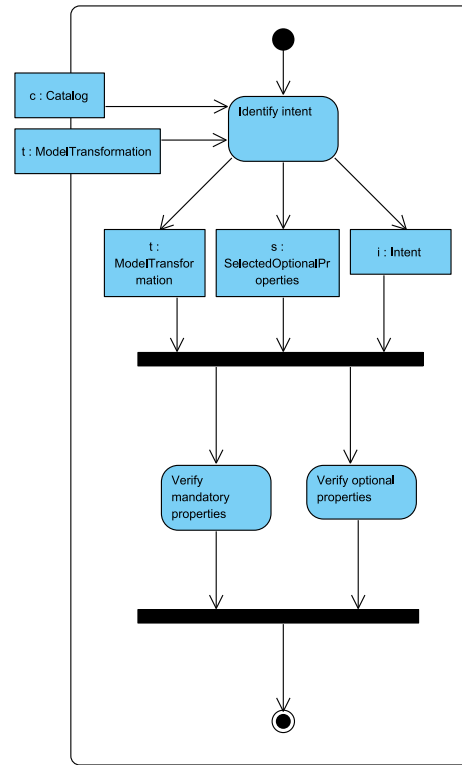 c : Catalog
Identify intent
t : ModelTransformation
t :
ModelTransfor
mation
s :
SelectedOptionalPr
operties
i : Intent
Verify
mandatory
properties
Verify optional
properties